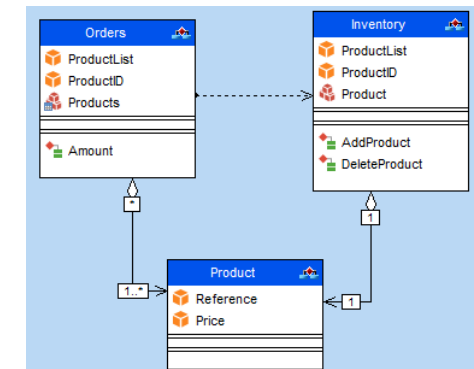 Orders
ProductList
ProductID
Products
Amount
Inventory
ProductList
ProductID
Product
AddProduct
DeleteProduct
*
1
1..*
1
Product
Reference
Price